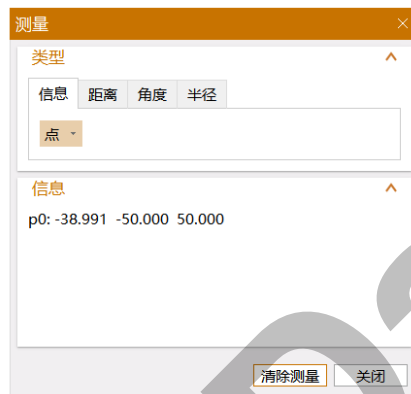 测量
类型
信息 距离 角度 半径
点
信息
p0: -38.991 -50.000 50.000
清除测量 关闭